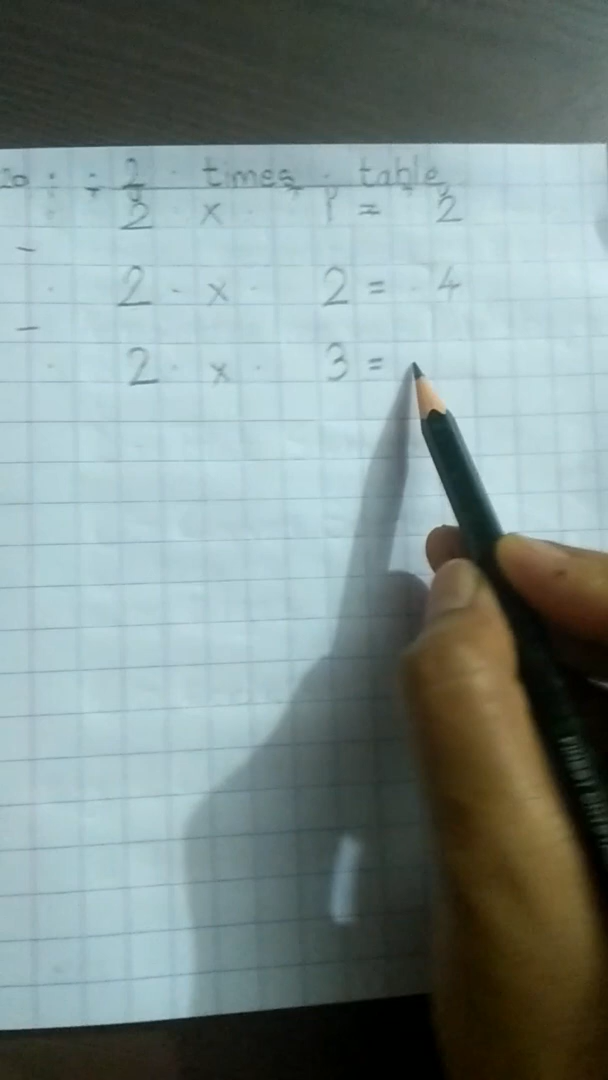 2 times table
2 x 1 = 2
2 x 2 = 4
2 x 3 =